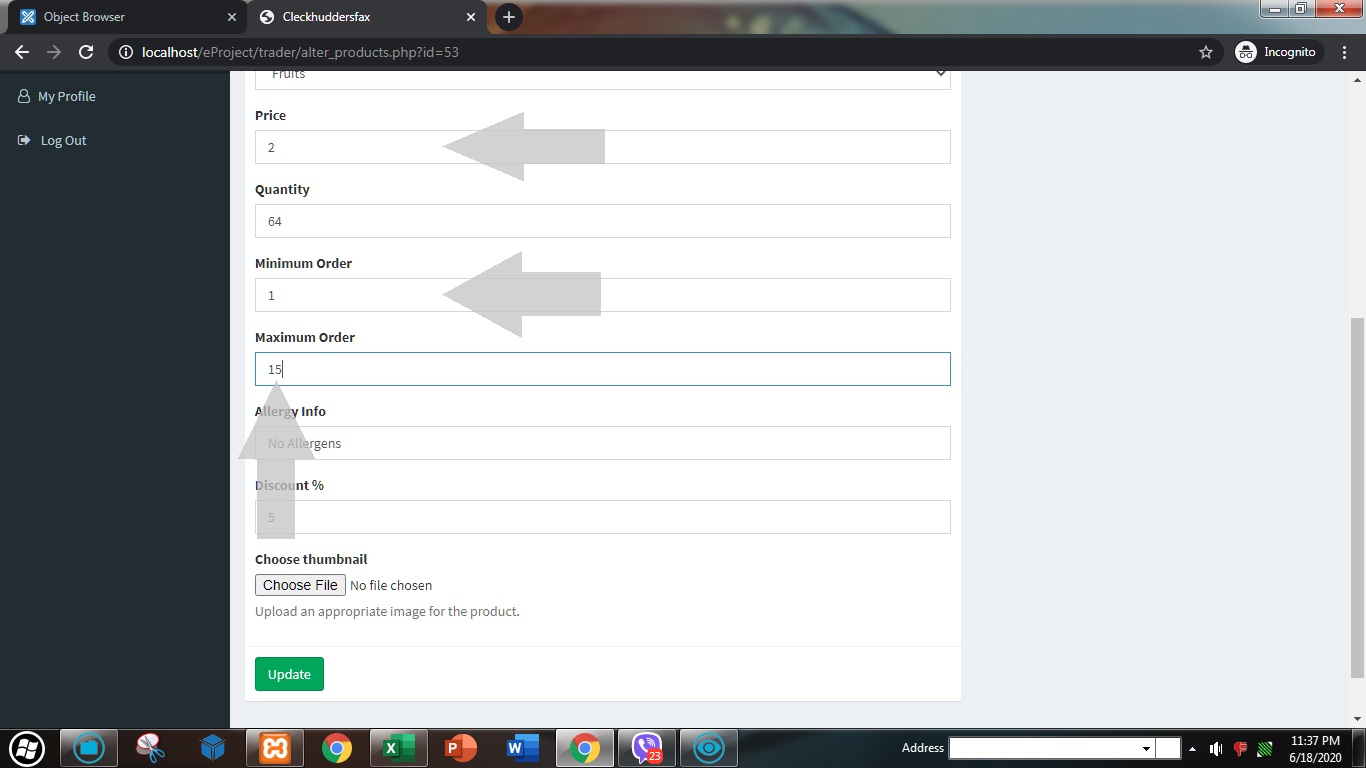 Object Browser
Cleckhuddersfax
localhost/eProject/trader/alter_products.php?id=53
Incognito
My Profile
Log Out
Fruits
Price
2
Quantity
64
Minimum Order
1
Maximum Order
15
Allergy Info
No Allergens
Discount %
5
Choose thumbnail
Choose File No file chosen
Upload an appropriate image for the product.
Update
23
Address
11:37 PM
6/18/2020